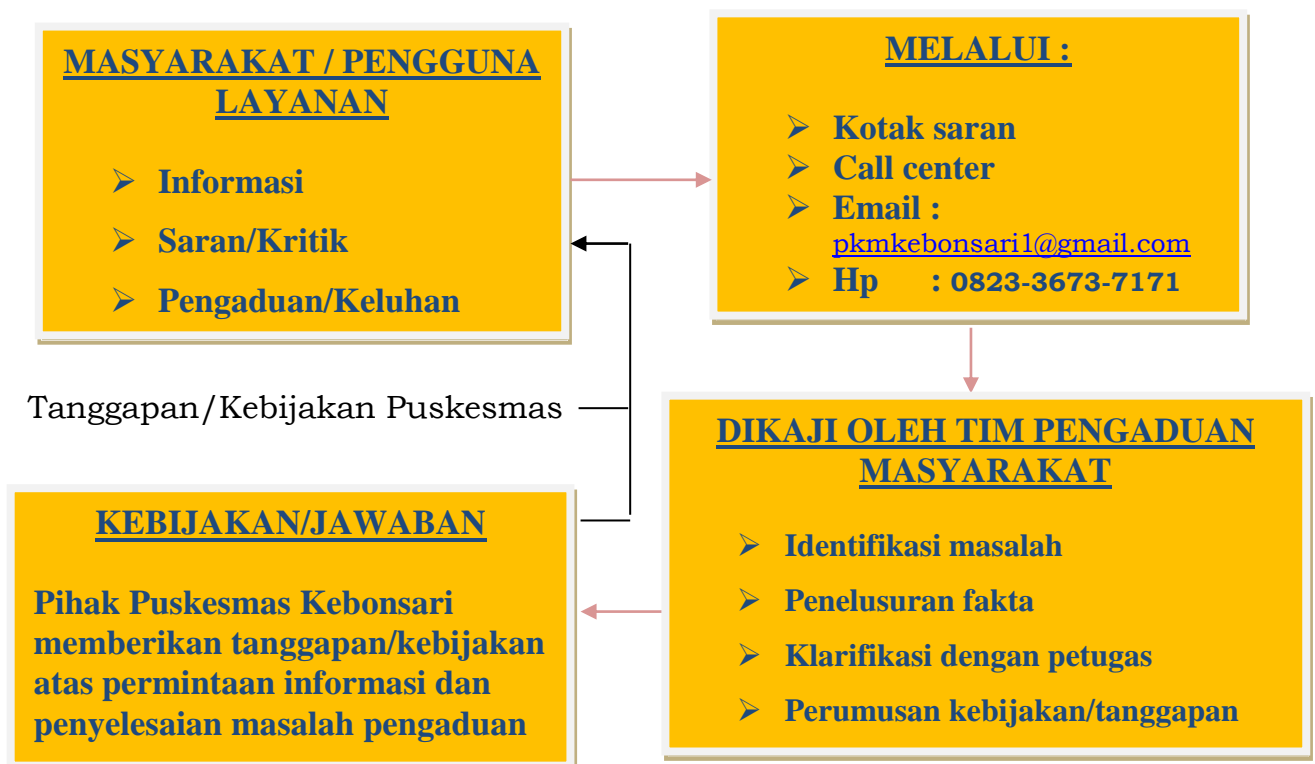 MASYARAKAT / PENGGUNA
LAYANAN
➢ Informasi
➢ Saran/Kritik
➢ Pengaduan/Keluhan
MELALUI :
➢ Kotak saran
➢ Call center
➢ Email :
pkmkebonsari1@gmail.com
➢ Hp : 0823-3673-7171
DIKAJI OLEH TIM PENGADUAN
MASYARAKAT
➢ Identifikasi masalah
➢ Penelusuran fakta
➢ Klarifikasi dengan petugas
➢ Perumusan kebijakan/tanggapan
KEBIJAKAN/JAWABAN
Pihak Puskesmas Kebonsari
memberikan tanggapan/kebijakan
atas permintaan informasi dan
penyelesaian masalah pengaduan
Tanggapan/Kebijakan Puskesmas